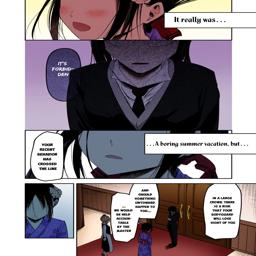 It really was...
IT'S
FORBID-
DEN
...A boring summer vacation, but...
YOUR
RECENT
BEHAVIOR
HAS
CROSSED
THE LINE
IN A LARGE
CROWD, THERE
IS A RISK
THAT YOUR
BODYGUARD
WILL LOSE
SIGHT OF YOU
AND
SHOULD
SOMETHING
UNTOWARD
HAPPEN TO
YOU...
...WE
WOULD BE
HELD
ACCOUN-
TABLE BY
THE MASTER